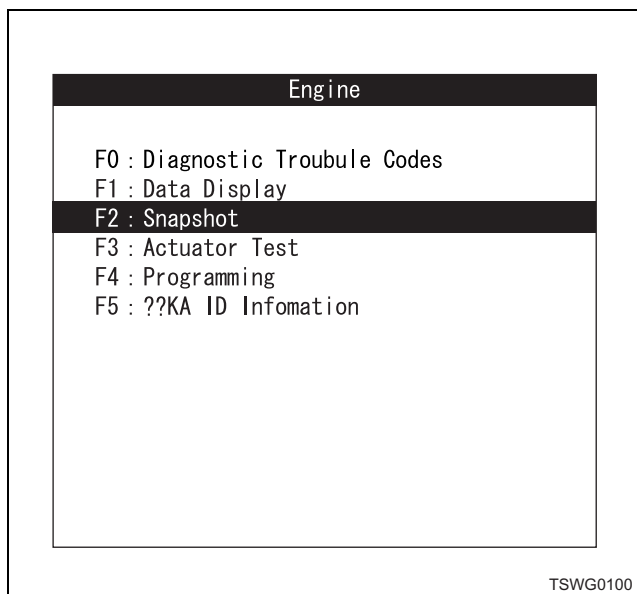 Engine
F0 : Diagnostic Troubule Codes
F1 : Data Display
F2 : Snapshot
F3 : Actuator Test
F4 : Programming
F5 : ??KA ID Infomation
TSWG0100